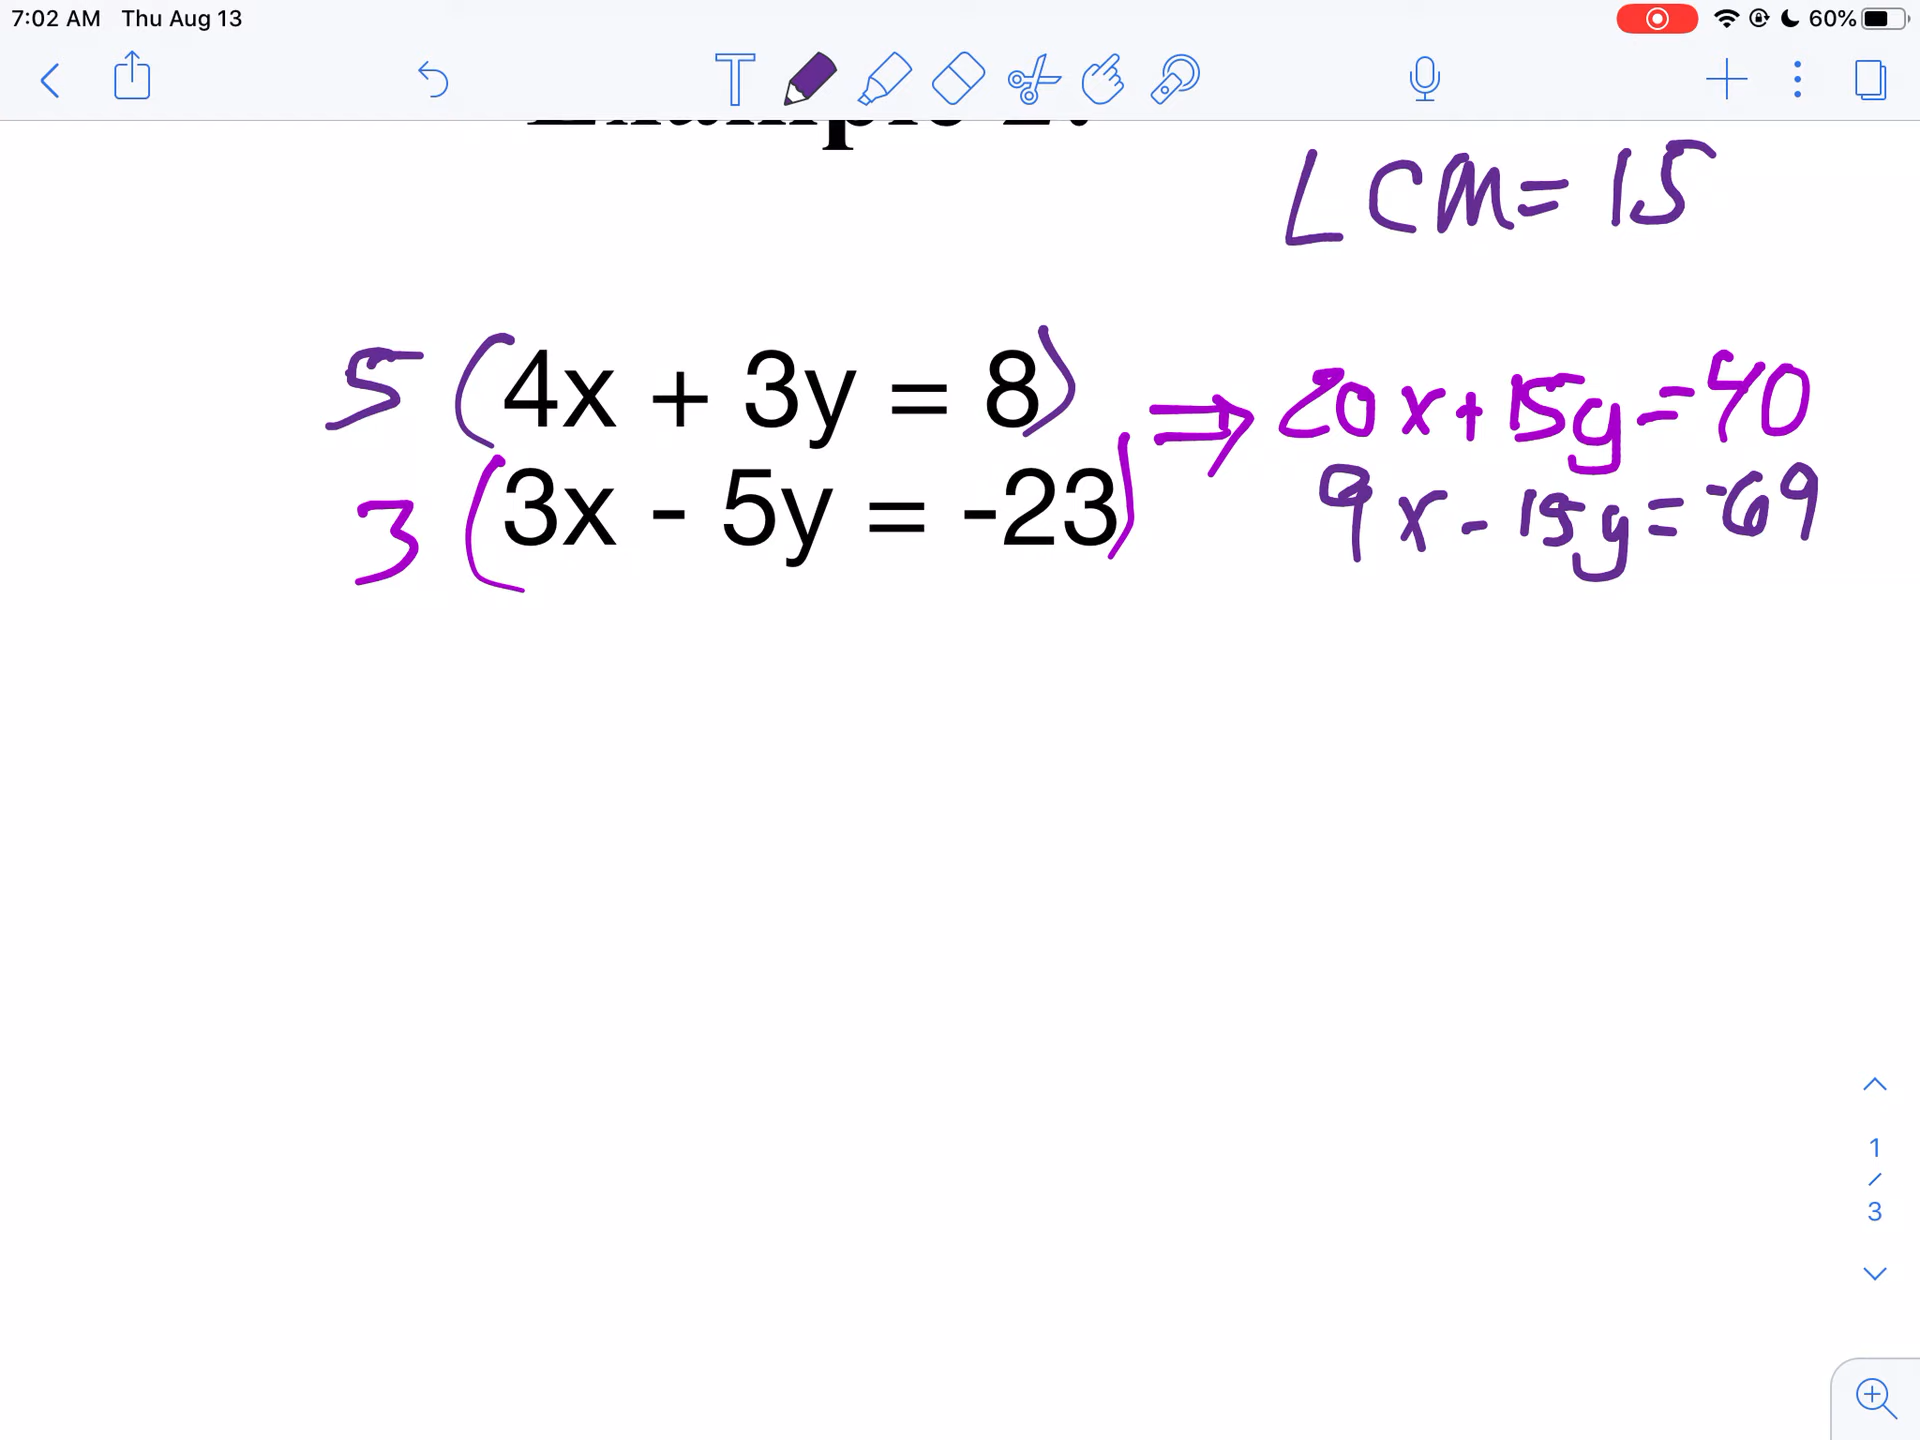 7:02 AM Thu Aug 13 60%
LCM = 15
5 (4x + 3y = 8) ⇒ 20x + 15y = 40
3 (3x - 5y = -23) 9x - 15y = -69
1
/
3